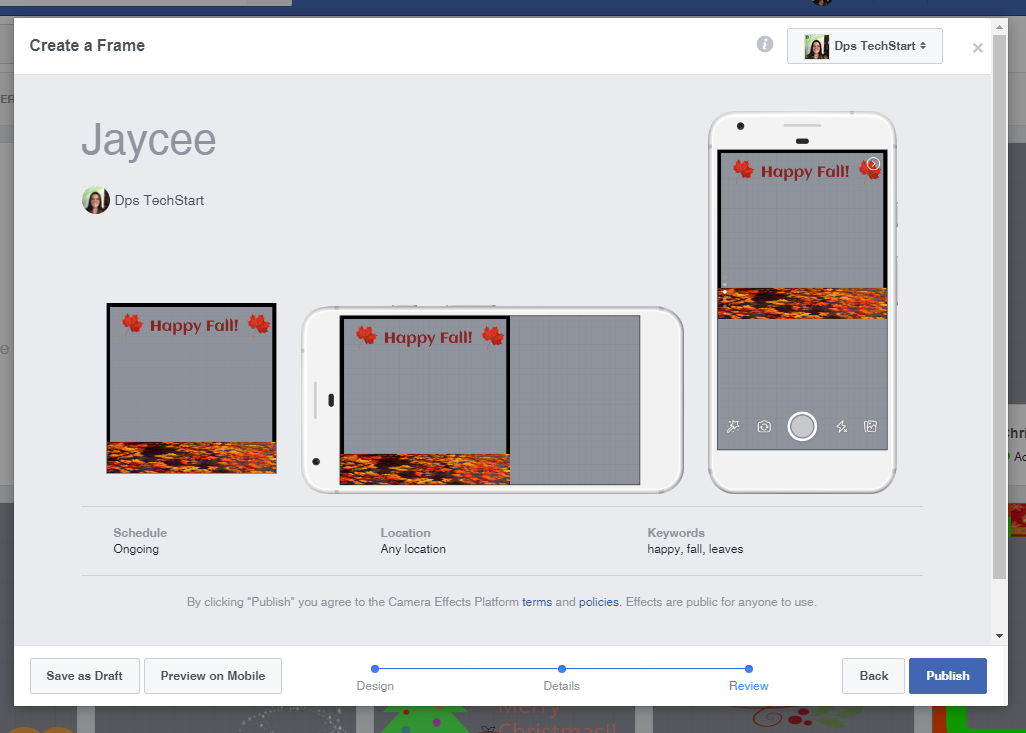 Create a Frame
Dps TechStart
Jaycee
Dps TechStart
Happy Fall!
Happy Fall!
Happy Fall!
Schedule
Ongoing
Location
Any location
Keywords
happy, fall, leaves
By clicking "Publish" you agree to the Camera Effects Platform terms and policies. Effects are public for anyone to use.
Save as Draft
Preview on Mobile
Design
Details
Review
Back
Publish
Merry
Christmas!!